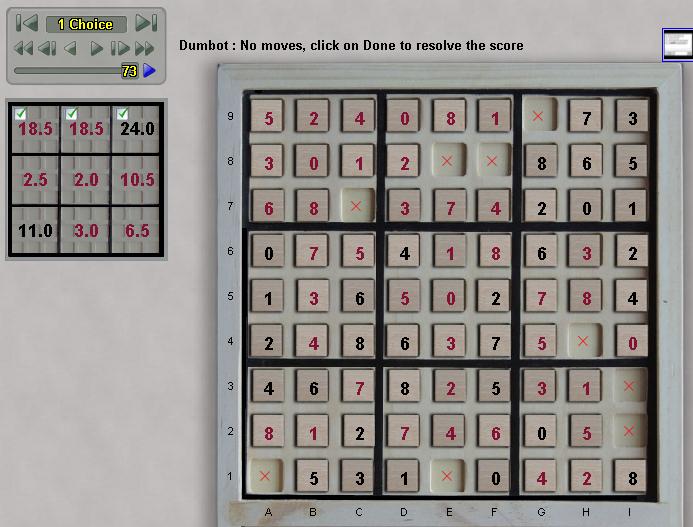 1 Choice
Dumbot : No moves, click on Done to resolve the score
73
18.5 18.5 24.0
2.5 2.0 10.5
11.0 3.0 6.5
9 5 2 4 0 8 1 × 7 3
8 3 0 1 2 × × 8 6 5
7 6 8 × 3 7 4 2 0 1
6 0 7 5 4 1 8 6 3 2
5 1 3 6 5 0 2 7 8 4
4 2 4 8 6 3 7 5 × 0
3 4 6 7 8 2 5 3 1 ×
2 8 1 2 7 4 6 0 5 ×
1 × 5 3 1 × 0 4 2 8
A B C D E F G H I